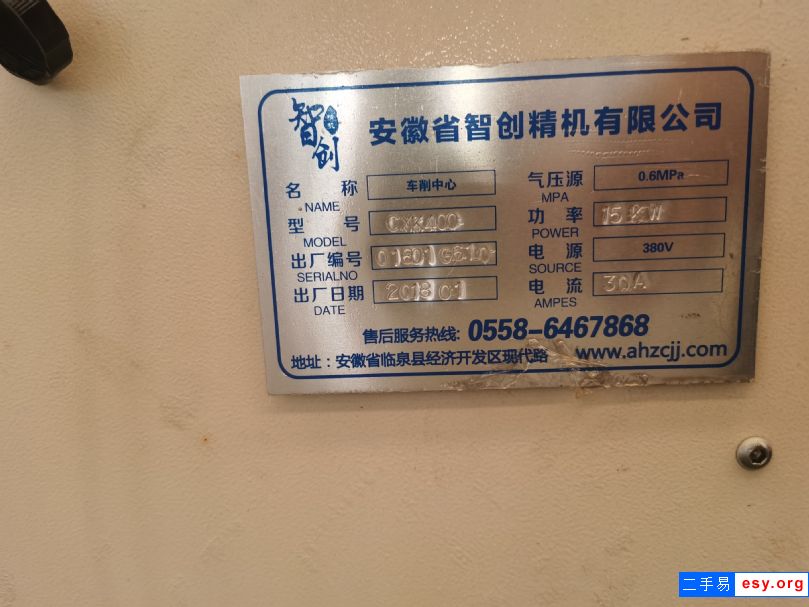 智创
精机
安徽省智创精机有限公司
名 称 车削中心 气压源 0.6MPa
NAME MPA
型 号 功 率 15 KW
MODEL POWER
出厂编号 电 源 380V
SERIALNO SOURCE
出厂日期 2018 01 电 流 30A
DATE AMPES
售后服务热线: 0558-6467868
地址：安徽省临泉县经济开发区现代路 www.ahzcjj.com
二手易 esy.org